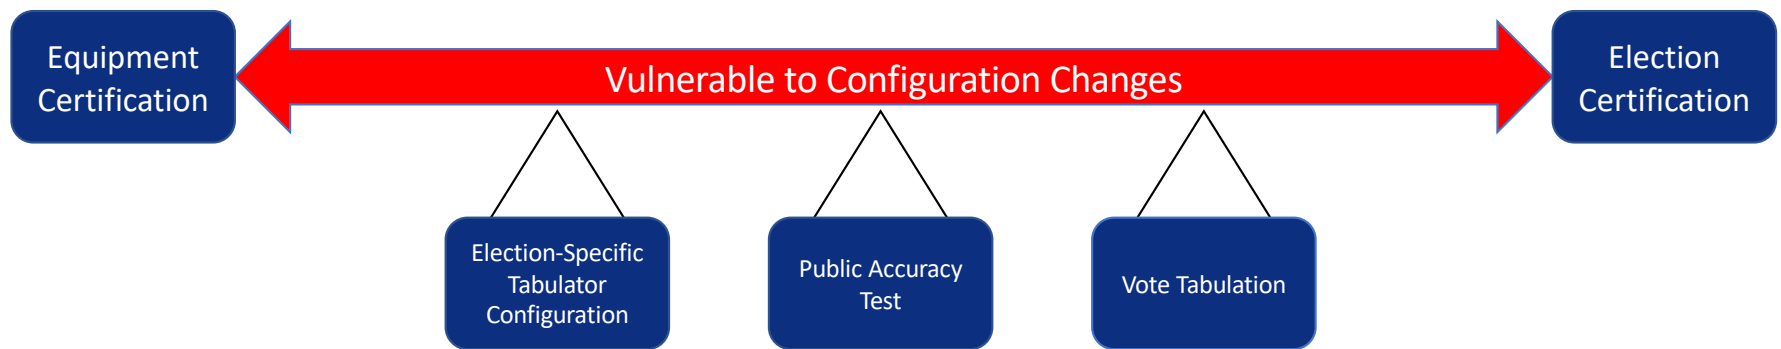 Equipment
Certification
Vulnerable to Configuration Changes
Election
Certification
Election-Specific
Tabulator
Configuration
Public Accuracy
Test
Vote Tabulation